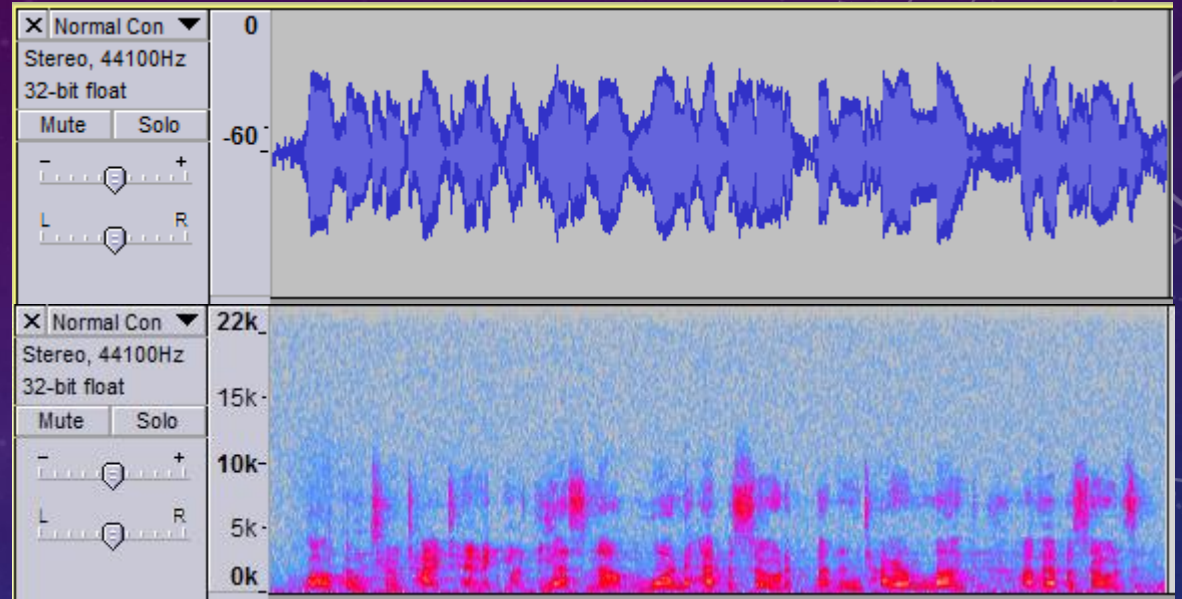 X Normal Con ▼ 0
Stereo, 44100Hz
32-bit float
Mute Solo
-60
- +
L R
X Normal Con ▼ 22k
Stereo, 44100Hz
32-bit float
15k
Mute Solo
- + 10k
L R
5k
0k